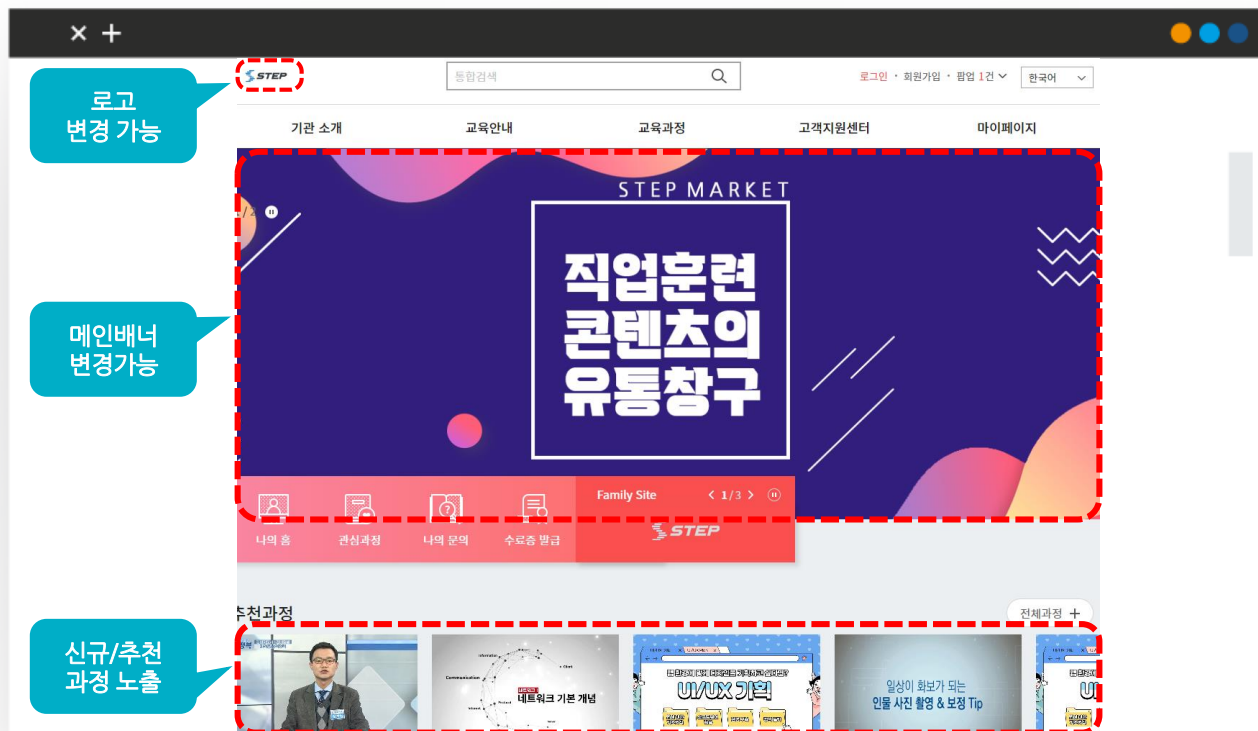 로고
변경 가능
STEP
통합검색
로그인 · 회원가입 · 팝업 1건
한국어
기관 소개
교육안내
교육과정
고객지원센터
마이페이지
STEP MARKET
/ 2
직업훈련
콘텐츠의
유통창구
메인배너
변경가능
Family Site
< 1/3 >
STEP
나의 홈
관심과정
나의 문의
수료증 발급
추천과정
전체과정 +
신규/추천
과정 노출
Communication
네트워크 기본 개념
UI/UX 기획
일상이 화보가 되는
인물 사진 촬영 & 보정 Tip